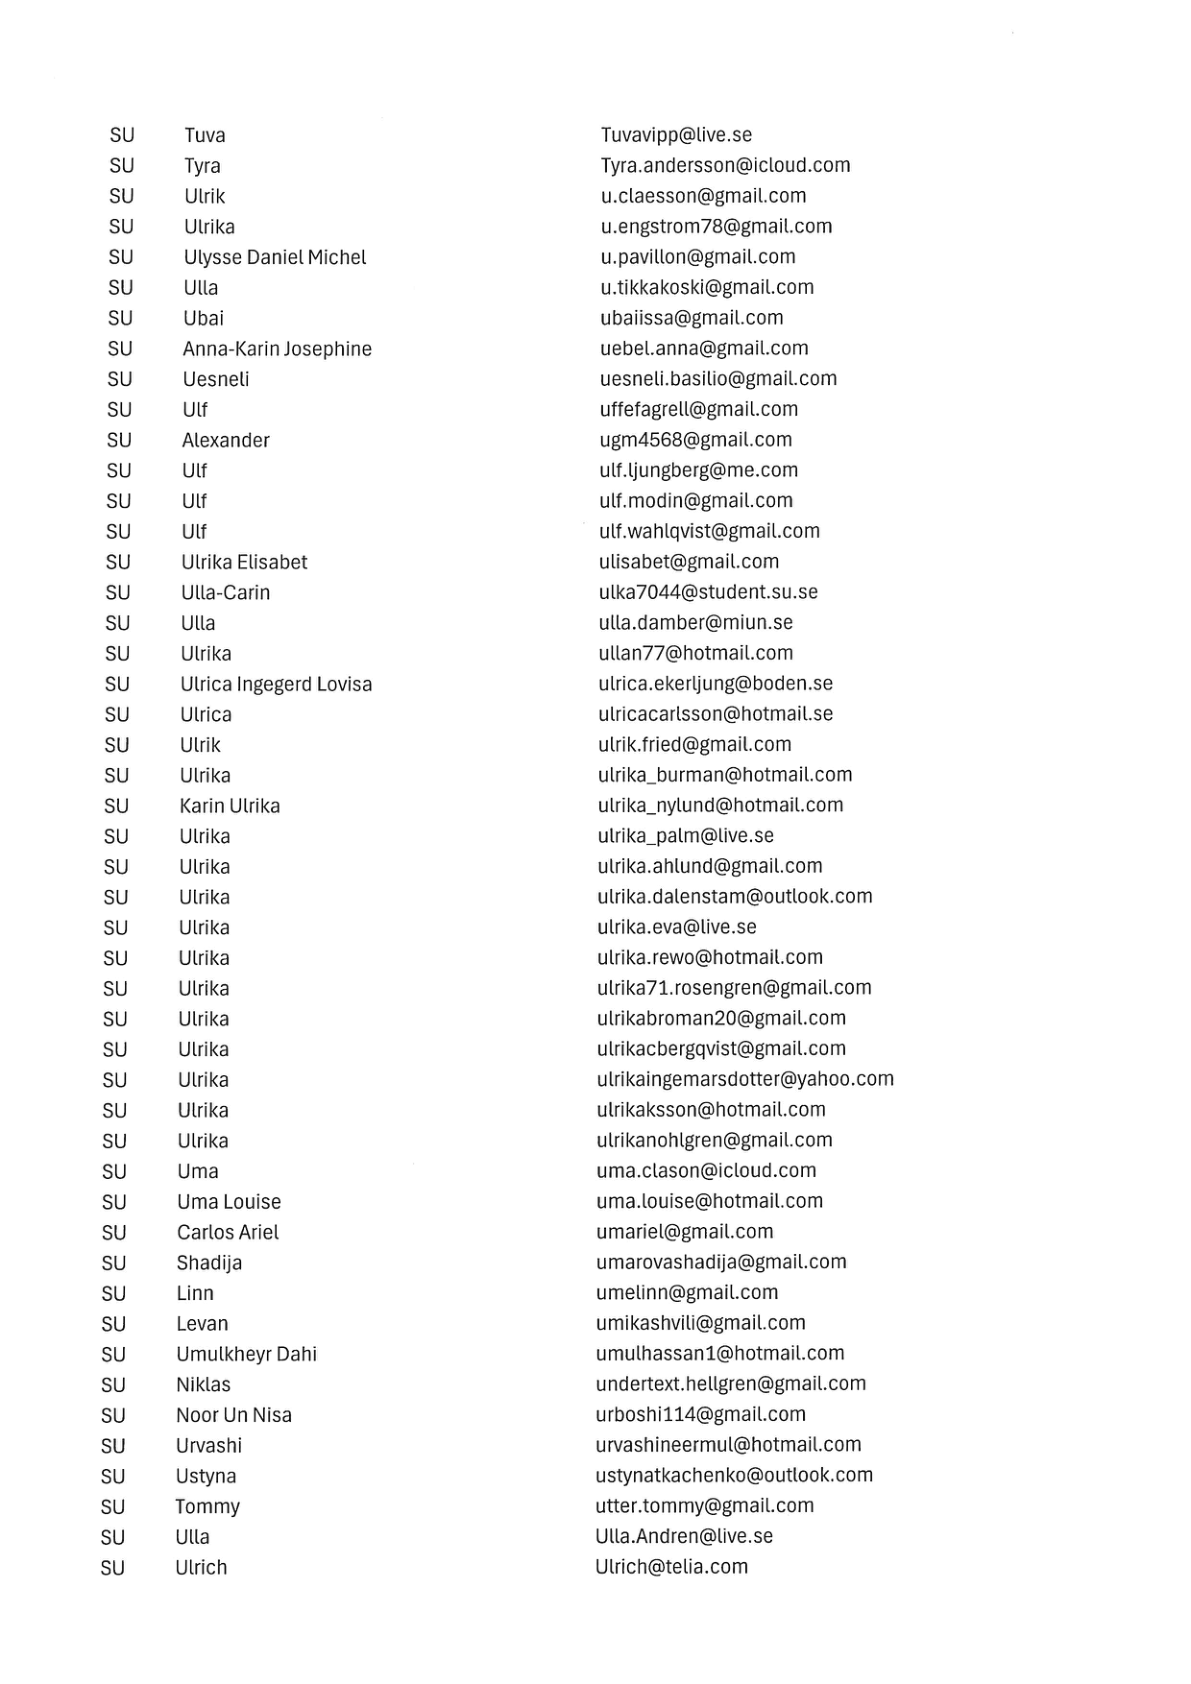 SU Tuva Tuvavipp@live.se
SU Tyra Tyra.andersson@icloud.com
SU Ulrik u.claesson@gmail.com
SU Ulrika u.engstrom78@gmail.com
SU Ulysse Daniel Michel u.pavillon@gmail.com
SU Ulla u.tikkakoski@gmail.com
SU Ubai ubaiissa@gmail.com
SU Anna-Karin Josephine uebel.anna@gmail.com
SU Uesneli uesneli.basilio@gmail.com
SU Ulf uffefagrell@gmail.com
SU Alexander ugm4568@gmail.com
SU Ulf ulf.ljungberg@me.com
SU Ulf ulf.modin@gmail.com
SU Ulf ulf.wahlqvist@gmail.com
SU Ulrika Elisabet ulisabet@gmail.com
SU Ulla-Carin ulka7044@student.su.se
SU Ulla ulla.damber@miun.se
SU Ulrika ullan77@hotmail.com
SU Ulrica Ingegerd Lovisa ulrica.ekerljung@boden.se
SU Ulrica ulricacarlsson@hotmail.se
SU Ulrik ulrik.fried@gmail.com
SU Ulrika ulrika_burman@hotmail.com
SU Karin Ulrika ulrika_nylund@hotmail.com
SU Ulrika ulrika_palm@live.se
SU Ulrika ulrika.ahlund@gmail.com
SU Ulrika ulrika.dalenstam@outlook.com
SU Ulrika ulrika.eva@live.se
SU Ulrika ulrika.rewo@hotmail.com
SU Ulrika ulrika71.rosengren@gmail.com
SU Ulrika ulrikabroman20@gmail.com
SU Ulrika ulrikacbergqvist@gmail.com
SU Ulrika ulrikaingemarsdotter@yahoo.com
SU Ulrika ulrikaksson@hotmail.com
SU Ulrika ulrikanohlgren@gmail.com
SU Uma uma.clason@icloud.com
SU Uma Louise uma.louise@hotmail.com
SU Carlos Ariel umariel@gmail.com
SU Shadija umarovashadija@gmail.com
SU Linn umelinn@gmail.com
SU Levan umikashvili@gmail.com
SU Umulkheyr Dahi umulhassan1@hotmail.com
SU Niklas undertext.hellgren@gmail.com
SU Noor Un Nisa urboshi114@gmail.com
SU Urvashi urvashineermul@hotmail.com
SU Ustyna ustynatkachenko@outlook.com
SU Tommy utter.tommy@gmail.com
SU Ulla Ulla.Andren@live.se
SU Ulrich Ulrich@telia.com